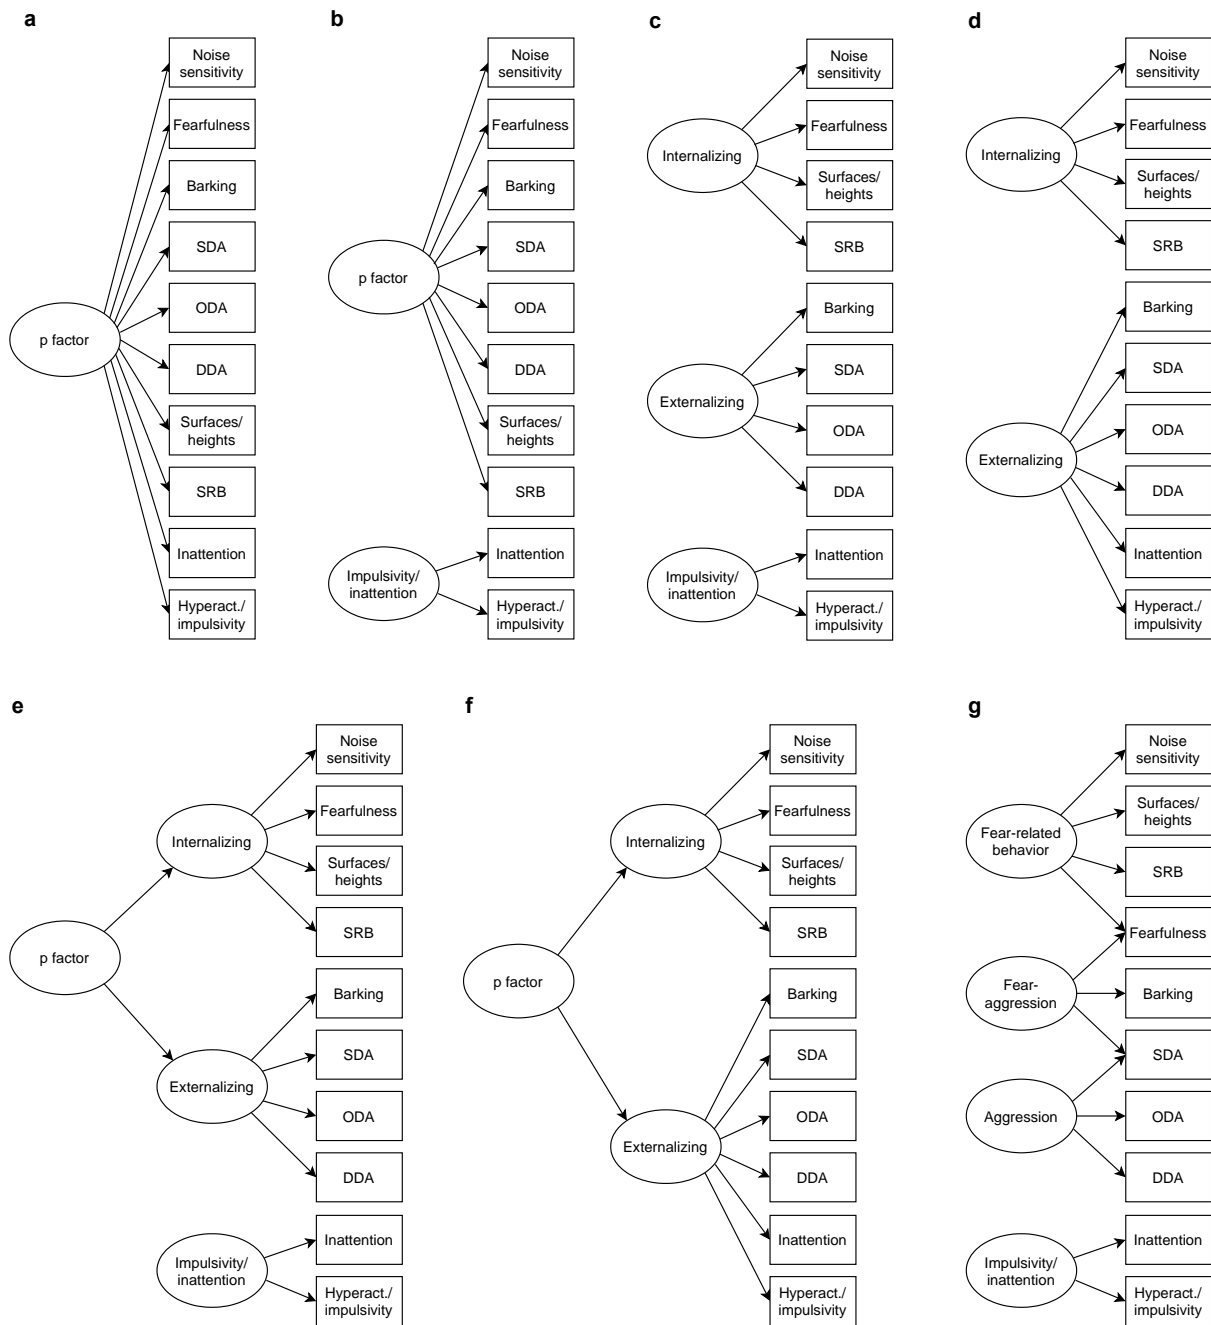 a
Noise
sensitivity
Fearfulness
Barking
SDA
ODA
p factor
DDA
Surfaces/
heights
SRB
Inattention
Hyperact./
impulsivity
b
Noise
sensitivity
Fearfulness
Barking
SDA
p factor
ODA
DDA
Surfaces/
heights
SRB
Impulsivity/
inattention
Inattention
Hyperact./
impulsivity
c
Noise
sensitivity
Internalizing
Fearfulness
Surfaces/
heights
SRB
Barking
SDA
Externalizing
ODA
DDA
Impulsivity/
inattention
Inattention
Hyperact./
impulsivity
d
Noise
sensitivity
Internalizing
Fearfulness
Surfaces/
heights
SRB
Barking
SDA
ODA
Externalizing
DDA
Inattention
Hyperact./
impulsivity
e
Noise
sensitivity
Fearfulness
Internalizing
Surfaces/
heights
SRB
p factor
Barking
SDA
Externalizing
ODA
DDA
Impulsivity/
inattention
Inattention
Hyperact./
impulsivity
f
Noise
sensitivity
Fearfulness
Internalizing
Surfaces/
heights
SRB
p factor
Barking
SDA
ODA
Externalizing
DDA
Inattention
Hyperact./
impulsivity
g
Noise
sensitivity
Surfaces/
heights
Fear-related
behavior
SRB
Fearfulness
Fear-
aggression
Barking
SDA
Aggression
ODA
DDA
Impulsivity/
inattention
Inattention
Hyperact./
impulsivity